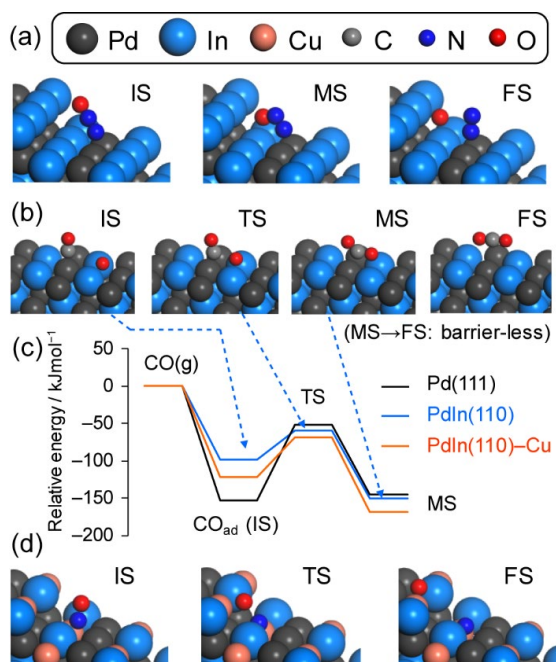 (a)
Pd In Cu C N O
IS MS FS
(b)
IS TS MS FS
(MS→FS: barrier-less)
(c)
Relative energy / kJmol⁻¹
50
0
−50
−100
−150
−200
CO(g)
TS
COad (IS)
MS
Pd(111)
PdIn(110)
PdIn(110)–Cu
(d)
IS TS FS